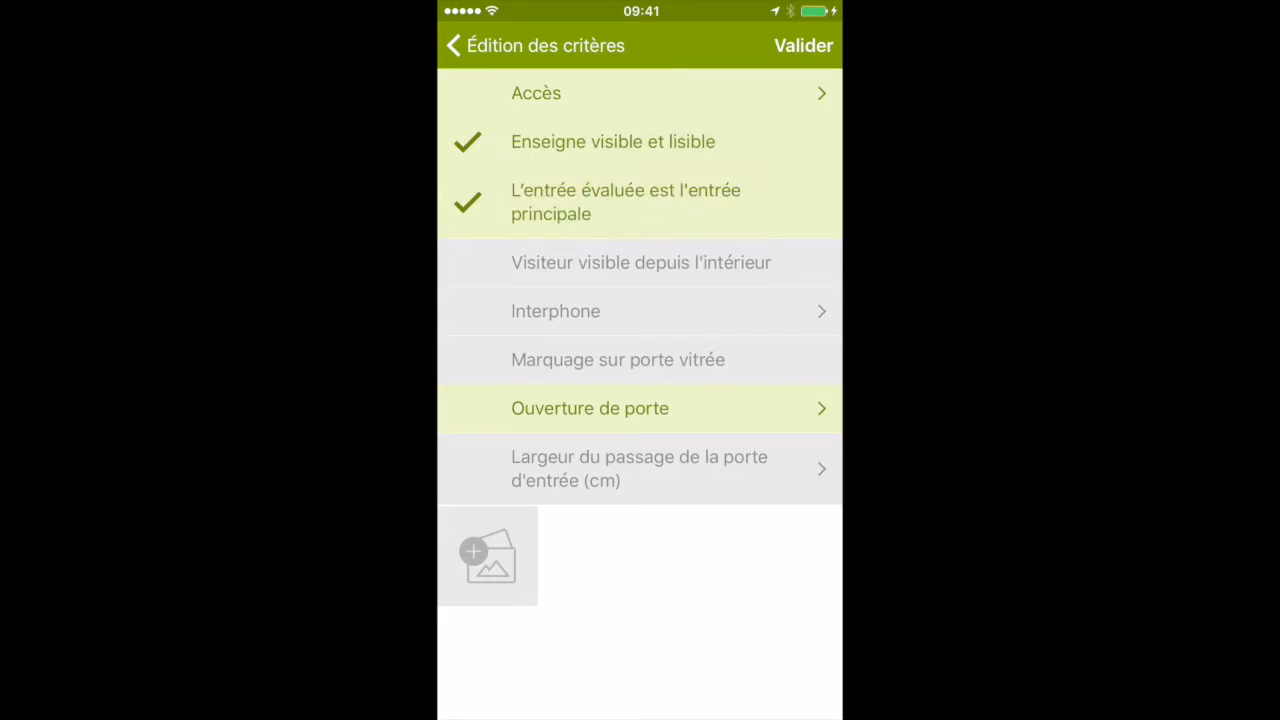 09:41
Édition des critères
Valider
Accès
Enseigne visible et lisible
L’entrée évaluée est l'entrée
principale
Visiteur visible depuis l'intérieur
Interphone
Marquage sur porte vitrée
Ouverture de porte
Largeur du passage de la porte
d'entrée (cm)